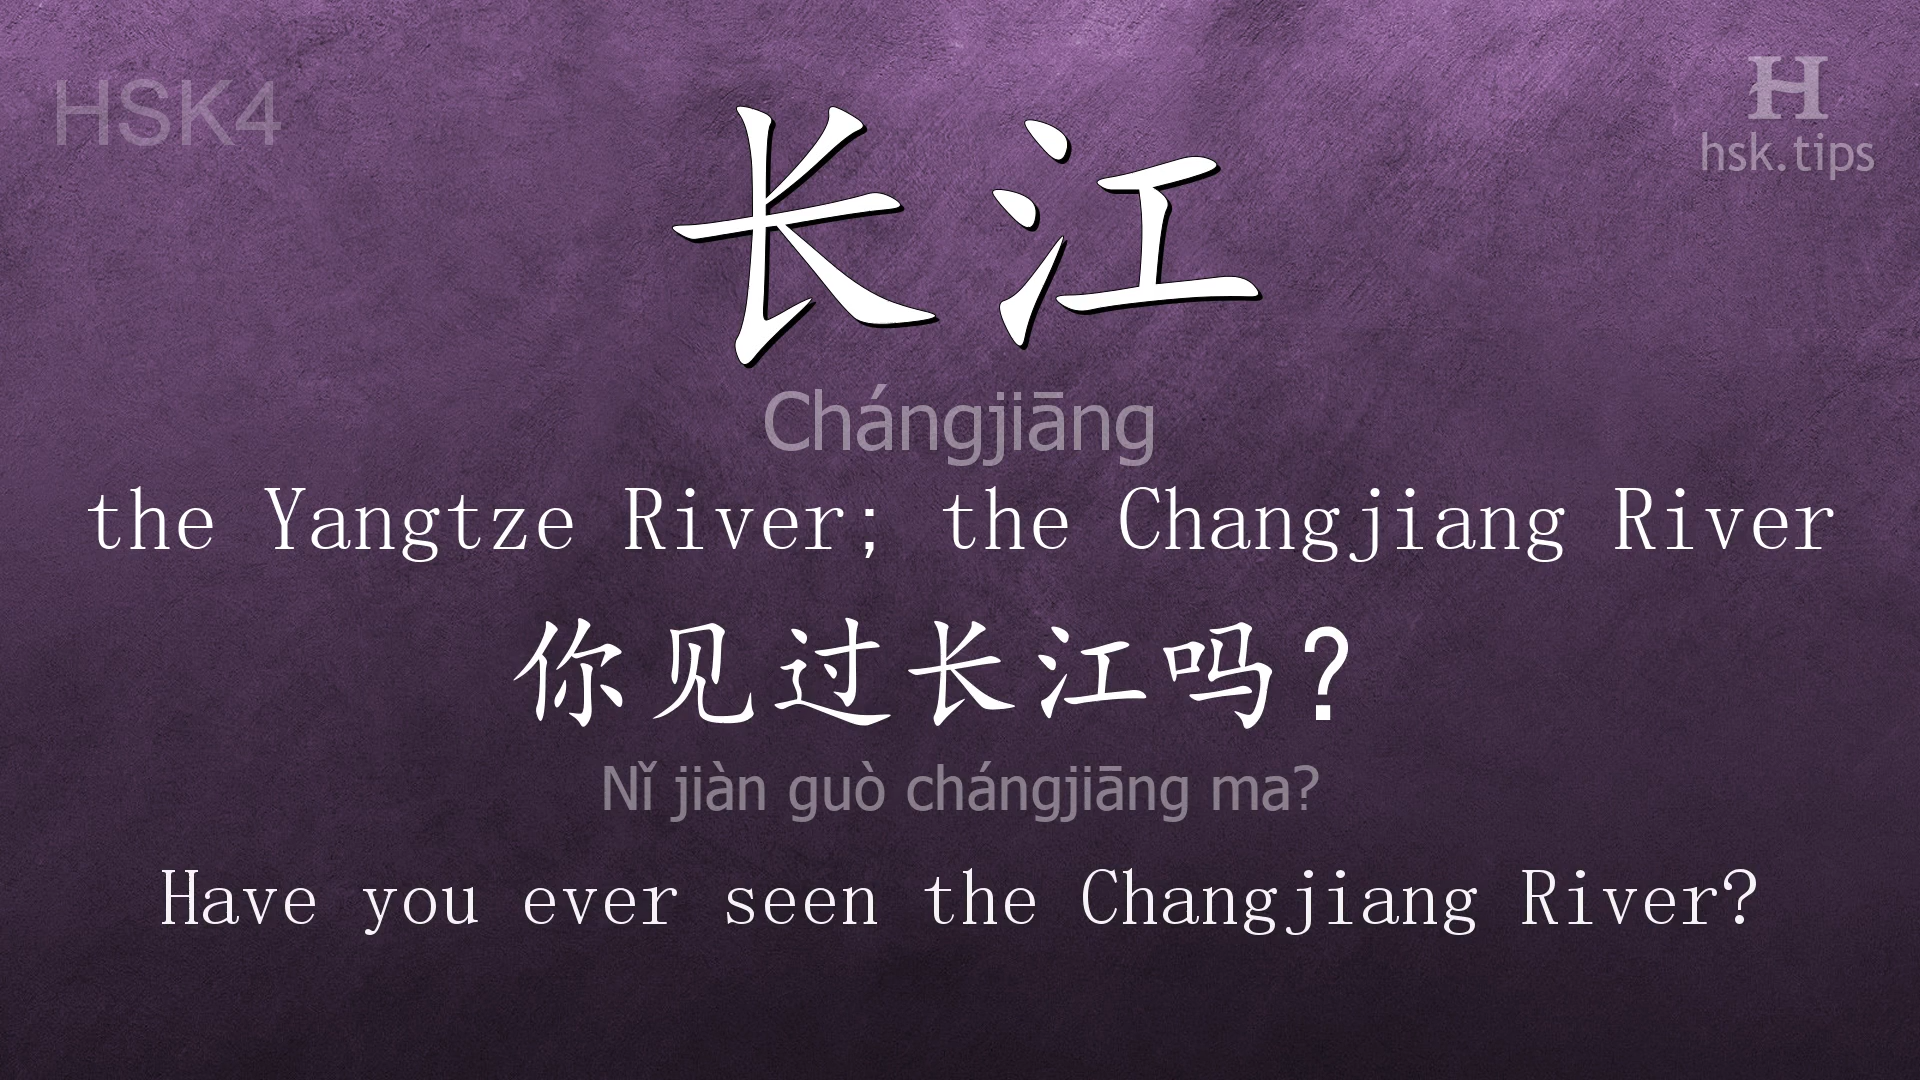 HSK4
H
hsk.tips
长江
Chángjiāng
the Yangtze River; the Changjiang River
你见过长江吗？
Nǐ jiàn guò chángjiāng ma?
Have you ever seen the Changjiang River?